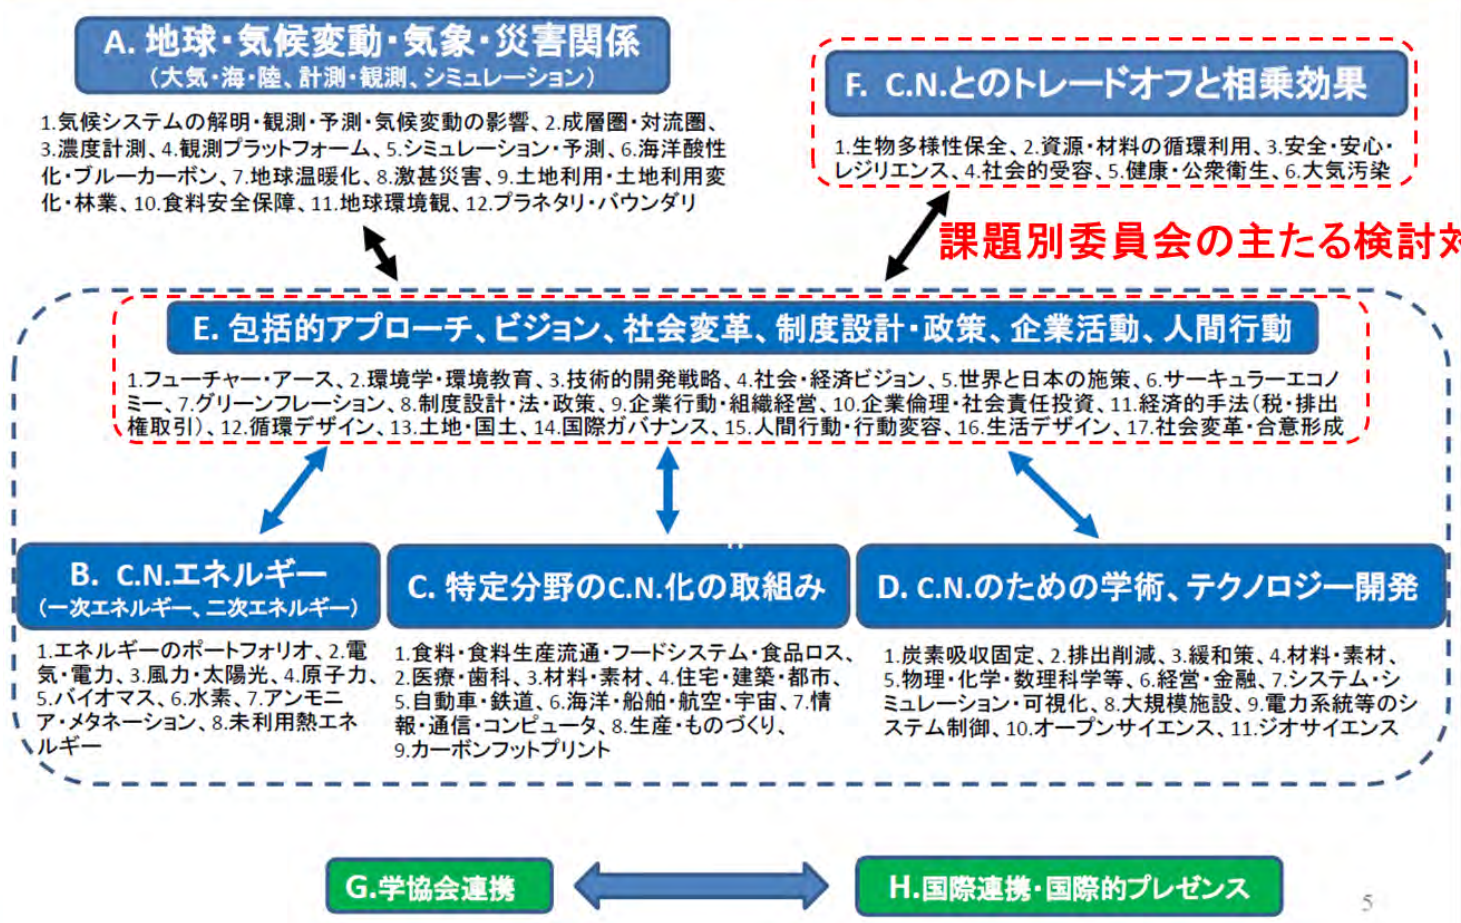 A. 地球・気候変動・気象・災害関係
（大気・海・陸、計測・観測、シミュレーション）
1.気候システムの解明・観測・予測・気候変動の影響、2.成層圏・対流圏、
3.濃度計測、4.観測プラットフォーム、5.シミュレーション・予測、6.海洋酸性
化・ブルーカーボン、7.地球温暖化、8.激甚災害、9.土地利用・土地利用変
化・林業、10.食料安全保障、11.地球環境観、12.プラネタリ・バウンダリ
F. C.N.とのトレードオフと相乗効果
1.生物多様性保全、2.資源・材料の循環利用、3.安全・安心・
レジリエンス、4.社会的受容、5.健康・公衆衛生、6.大気汚染
課題別委員会の主たる検討対
E. 包括的アプローチ、ビジョン、社会変革、制度設計・政策、企業活動、人間行動
1.フューチャー・アース、2.環境学・環境教育、3.技術的開発戦略、4.社会・経済ビジョン、5.世界と日本の施策、6.サーキュラーエコノ
ミー、7.グリーンフレーション、8.制度設計・法・政策、9.企業行動・組織経営、10.企業倫理・社会責任投資、11.経済的手法（税・排出
権取引）、12.循環デザイン、13.土地・国土、14.国際ガバナンス、15.人間行動・行動変容、16.生活デザイン、17.社会変革・合意形成
B. C.N.エネルギー
（一次エネルギー、二次エネルギー）
1.エネルギーのポートフォリオ、2.電
気・電力、3.風力・太陽光、4.原子力、
5.バイオマス、6.水素、7.アンモニ
ア・メタネーション、8.未利用熱エネ
ルギー
C. 特定分野のC.N.化の取組み
1.食料・食料生産流通・フードシステム・食品ロス、
2.医療・歯科、3.材料・素材、4.住宅・建築・都市、
5.自動車・鉄道、6.海洋・船舶・航空・宇宙、7.情
報・通信・コンピュータ、8.生産・ものづくり、
9.カーボンフットプリント
D. C.N.のための学術、テクノロジー開発
1.炭素吸収固定、2.排出削減、3.緩和策、4.材料・素材、
5.物理・化学・数理科学等、6.経営・金融、7.システム・シ
ミュレーション・可視化、8.大規模施設、9.電力系統等のシ
ステム制御、10.オープンサイエンス、11.ジオサイエンス
G.学協会連携
H.国際連携・国際的プレゼンス
5